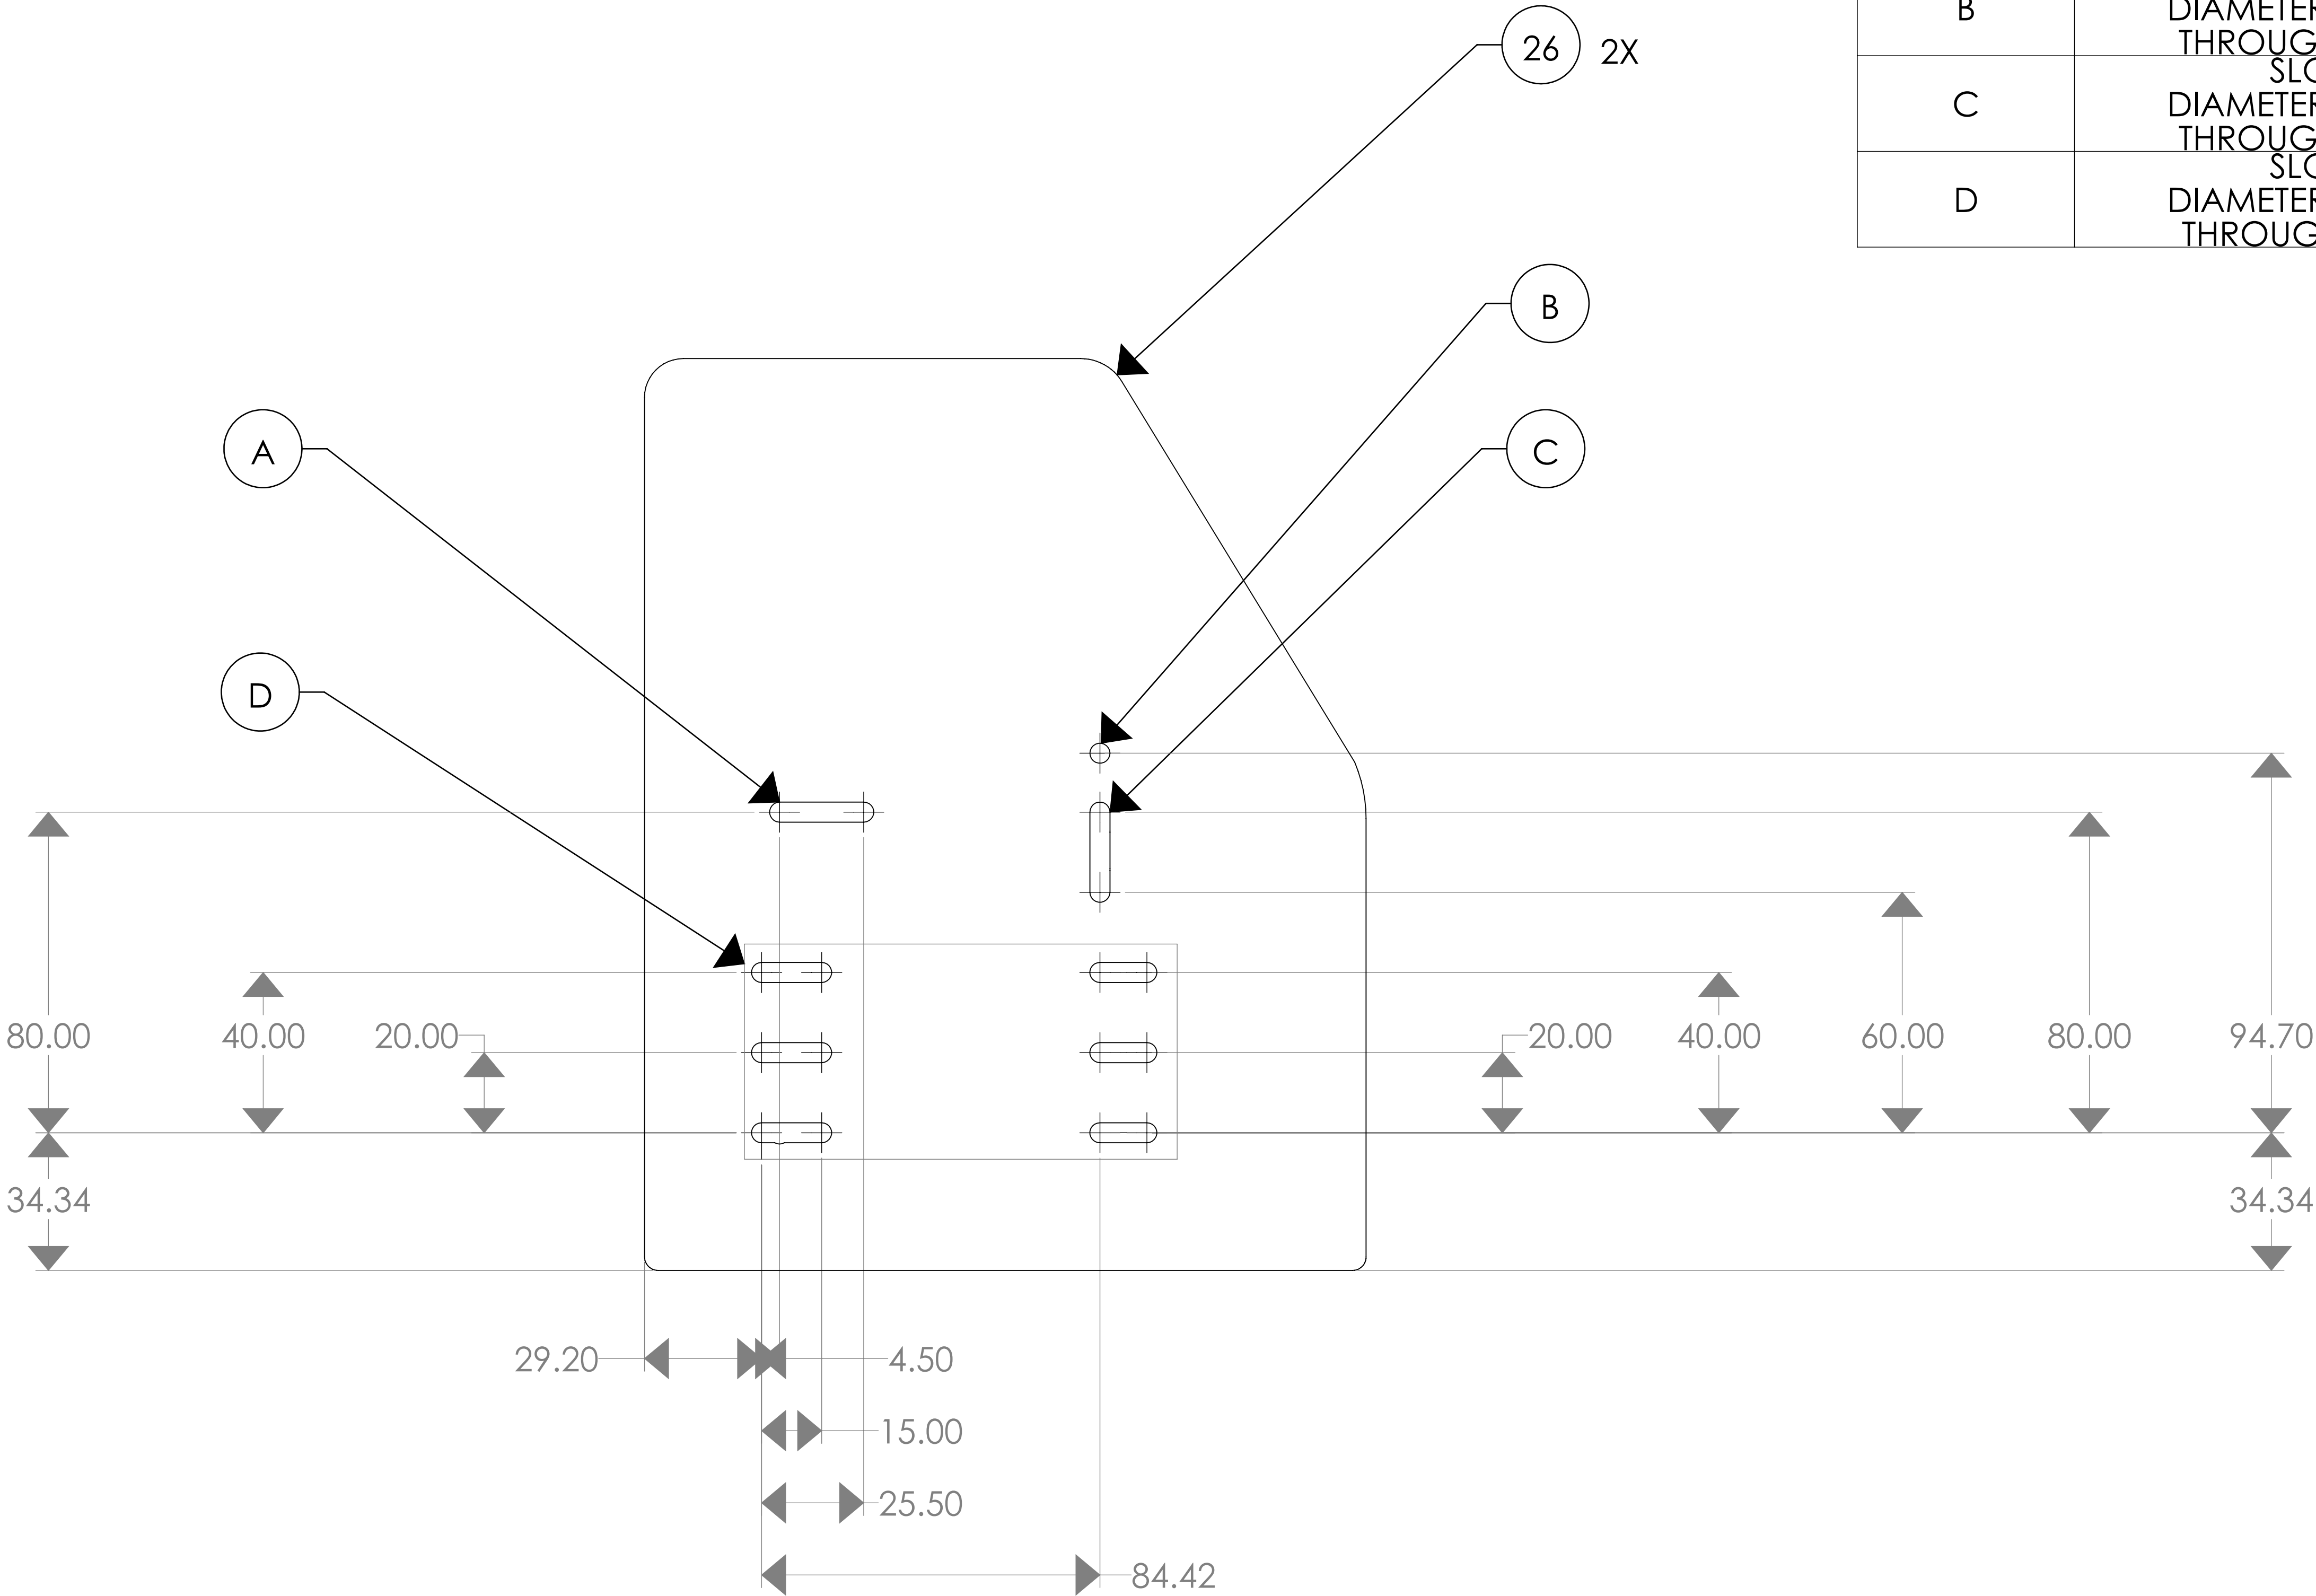 26 2X
B
THROUG
C
SLO
DIAMETER
THROUG
D
SLO
DIAMETER
THROUG
B
A
C
D
80.00 40.00 20.00 20.00 40.00 60.00 80.00 94.70
34.34 34.34
29.20 4.50
15.00
25.50
84.42